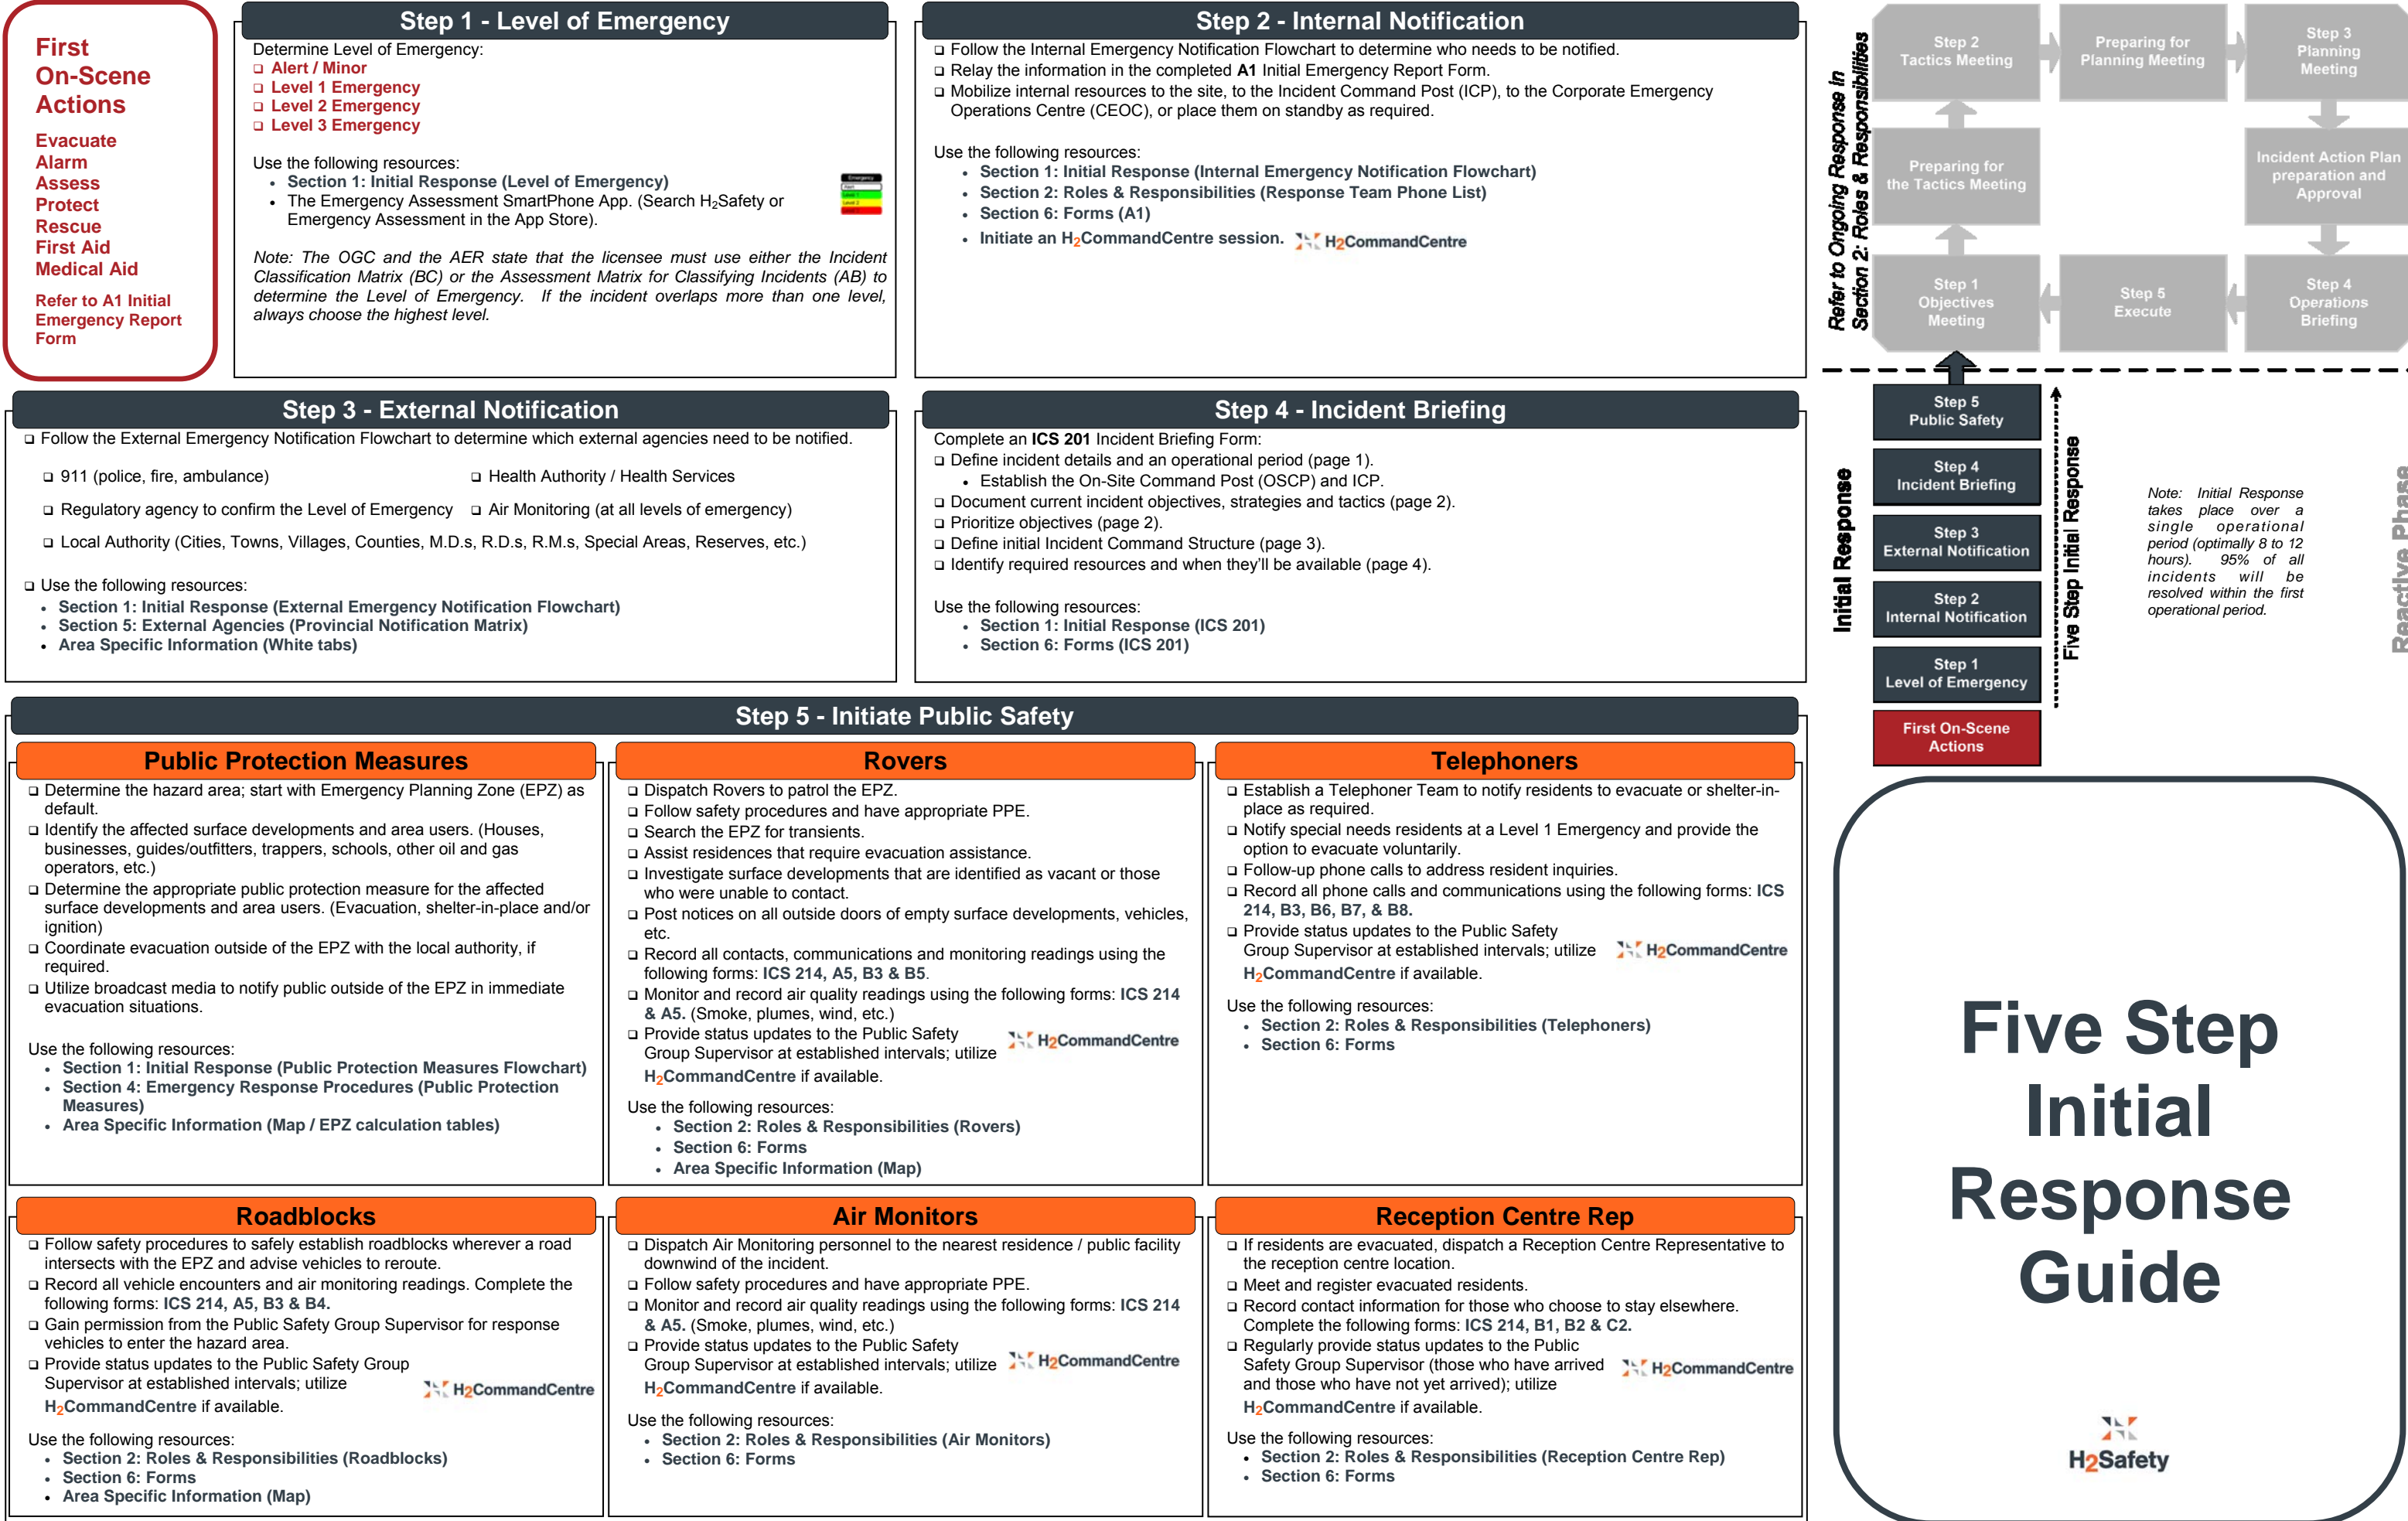 First
On-Scene
Actions
Evacuate
Alarm
Assess
Protect
Rescue
First Aid
Medical Aid
Refer to A1 Initial
Emergency Report
Form
Step 1 - Level of Emergency
Determine Level of Emergency:
❑ Alert / Minor
❑ Level 1 Emergency
❑ Level 2 Emergency
❑ Level 3 Emergency
Use the following resources:
• Section 1: Initial Response (Level of Emergency)
• The Emergency Assessment SmartPhone App. (Search H₂Safety or
Emergency Assessment in the App Store).
Emergency
Alert
Level 1
Level 2
Note: The OGC and the AER state that the licensee must use either the Incident
Classification Matrix (BC) or the Assessment Matrix for Classifying Incidents (AB) to
determine the Level of Emergency. If the incident overlaps more than one level,
always choose the highest level.
Step 2 - Internal Notification
❑ Follow the Internal Emergency Notification Flowchart to determine who needs to be notified.
❑ Relay the information in the completed A1 Initial Emergency Report Form.
❑ Mobilize internal resources to the site, to the Incident Command Post (ICP), to the Corporate Emergency
Operations Centre (CEOC), or place them on standby as required.
Use the following resources:
• Section 1: Initial Response (Internal Emergency Notification Flowchart)
• Section 2: Roles & Responsibilities (Response Team Phone List)
• Section 6: Forms (A1)
• Initiate an H₂CommandCentre session. H2CommandCentre
Step 3 - External Notification
❑ Follow the External Emergency Notification Flowchart to determine which external agencies need to be notified.
❑ 911 (police, fire, ambulance) ❑ Health Authority / Health Services
❑ Regulatory agency to confirm the Level of Emergency ❑ Air Monitoring (at all levels of emergency)
❑ Local Authority (Cities, Towns, Villages, Counties, M.D.s, R.D.s, R.M.s, Special Areas, Reserves, etc.)
❑ Use the following resources:
• Section 1: Initial Response (External Emergency Notification Flowchart)
• Section 5: External Agencies (Provincial Notification Matrix)
• Area Specific Information (White tabs)
Step 4 - Incident Briefing
Complete an ICS 201 Incident Briefing Form:
❑ Define incident details and an operational period (page 1).
• Establish the On-Site Command Post (OSCP) and ICP.
❑ Document current incident objectives, strategies and tactics (page 2).
❑ Prioritize objectives (page 2).
❑ Define initial Incident Command Structure (page 3).
❑ Identify required resources and when they'll be available (page 4).
Use the following resources:
• Section 1: Initial Response (ICS 201)
• Section 6: Forms (ICS 201)
Step 5 - Initiate Public Safety
Public Protection Measures
❑ Determine the hazard area; start with Emergency Planning Zone (EPZ) as
default.
❑ Identify the affected surface developments and area users. (Houses,
businesses, guides/outfitters, trappers, schools, other oil and gas
operators, etc.)
❑ Determine the appropriate public protection measure for the affected
surface developments and area users. (Evacuation, shelter-in-place and/or
ignition)
❑ Coordinate evacuation outside of the EPZ with the local authority, if
required.
❑ Utilize broadcast media to notify public outside of the EPZ in immediate
evacuation situations.
Use the following resources:
• Section 1: Initial Response (Public Protection Measures Flowchart)
• Section 4: Emergency Response Procedures (Public Protection
Measures)
• Area Specific Information (Map / EPZ calculation tables)
Rovers
❑ Dispatch Rovers to patrol the EPZ.
❑ Follow safety procedures and have appropriate PPE.
❑ Search the EPZ for transients.
❑ Assist residences that require evacuation assistance.
❑ Investigate surface developments that are identified as vacant or those
who were unable to contact.
❑ Post notices on all outside doors of empty surface developments, vehicles,
etc.
❑ Record all contacts, communications and monitoring readings using the
following forms: ICS 214, A5, B3 & B5.
❑ Monitor and record air quality readings using the following forms: ICS 214
& A5. (Smoke, plumes, wind, etc.)
❑ Provide status updates to the Public Safety
Group Supervisor at established intervals; utilize H2CommandCentre
H₂CommandCentre if available.
Use the following resources:
• Section 2: Roles & Responsibilities (Rovers)
• Section 6: Forms
• Area Specific Information (Map)
Telephoners
❑ Establish a Telephoner Team to notify residents to evacuate or shelter-in-
place as required.
❑ Notify special needs residents at a Level 1 Emergency and provide the
option to evacuate voluntarily.
❑ Follow-up phone calls to address resident inquiries.
❑ Record all phone calls and communications using the following forms: ICS
214, B3, B6, B7, & B8.
❑ Provide status updates to the Public Safety
Group Supervisor at established intervals; utilize H2CommandCentre
H₂CommandCentre if available.
Use the following resources:
• Section 2: Roles & Responsibilities (Telephoners)
• Section 6: Forms
Roadblocks
❑ Follow safety procedures to safely establish roadblocks wherever a road
intersects with the EPZ and advise vehicles to reroute.
❑ Record all vehicle encounters and air monitoring readings. Complete the
following forms: ICS 214, A5, B3 & B4.
❑ Gain permission from the Public Safety Group Supervisor for response
vehicles to enter the hazard area.
❑ Provide status updates to the Public Safety Group
Supervisor at established intervals; utilize H2CommandCentre
H₂CommandCentre if available.
Use the following resources:
• Section 2: Roles & Responsibilities (Roadblocks)
• Section 6: Forms
• Area Specific Information (Map)
Air Monitors
❑ Dispatch Air Monitoring personnel to the nearest residence / public facility
downwind of the incident.
❑ Follow safety procedures and have appropriate PPE.
❑ Monitor and record air quality readings using the following forms: ICS 214
& A5. (Smoke, plumes, wind, etc.)
❑ Provide status updates to the Public Safety
Group Supervisor at established intervals; utilize H2CommandCentre
H₂CommandCentre if available.
Use the following resources:
• Section 2: Roles & Responsibilities (Air Monitors)
• Section 6: Forms
Reception Centre Rep
❑ If residents are evacuated, dispatch a Reception Centre Representative to
the reception centre location.
❑ Meet and register evacuated residents.
❑ Record contact information for those who choose to stay elsewhere.
Complete the following forms: ICS 214, B1, B2 & C2.
❑ Regularly provide status updates to the Public
Safety Group Supervisor (those who have arrived H2CommandCentre
and those who have not yet arrived); utilize
H₂CommandCentre if available.
Use the following resources:
• Section 2: Roles & Responsibilities (Reception Centre Rep)
• Section 6: Forms
Refer to Ongoing Response in
Section 2: Roles & Responsibilities
Step 2
Tactics Meeting
Preparing for
Planning Meeting
Step 3
Planning
Meeting
Preparing for
the Tactics Meeting
Incident Action Plan
preparation and
Approval
Step 1
Objectives
Meeting
Step 5
Execute
Step 4
Operations
Briefing
Initial Response
Step 5
Public Safety
Step 4
Incident Briefing
Step 3
External Notification
Step 2
Internal Notification
Step 1
Level of Emergency
First On-Scene
Actions
Five Step Initial Response
Note: Initial Response
takes place over a
single operational
period (optimally 8 to 12
hours). 95% of all
incidents will be
resolved within the first
operational period.
Reactive Phase
Five Step
Initial
Response
Guide
H2Safety